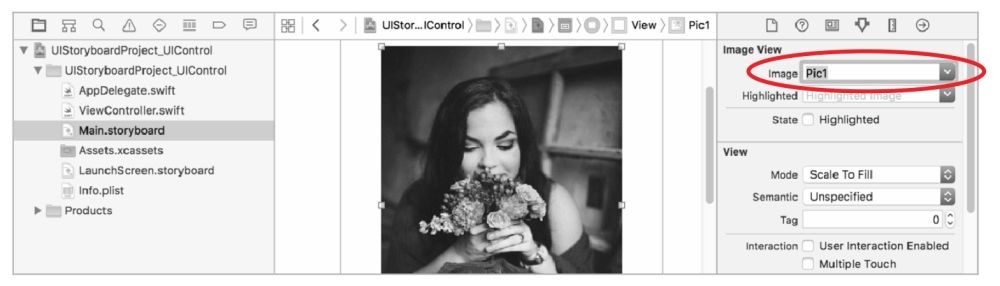 UIStor...IControl
View
Pic1
UIStoryboardProject_UIControl
UIStoryboardProject_UIControl
AppDelegate.swift
ViewController.swift
Main.storyboard
Assets.xcassets
LaunchScreen.storyboard
Info.plist
Products
Image View
Image Pic1
Highlighted Highlighted Image
State Highlighted
View
Mode Scale To Fill
Semantic Unspecified
Tag 0
Interaction User Interaction Enabled
Multiple Touch